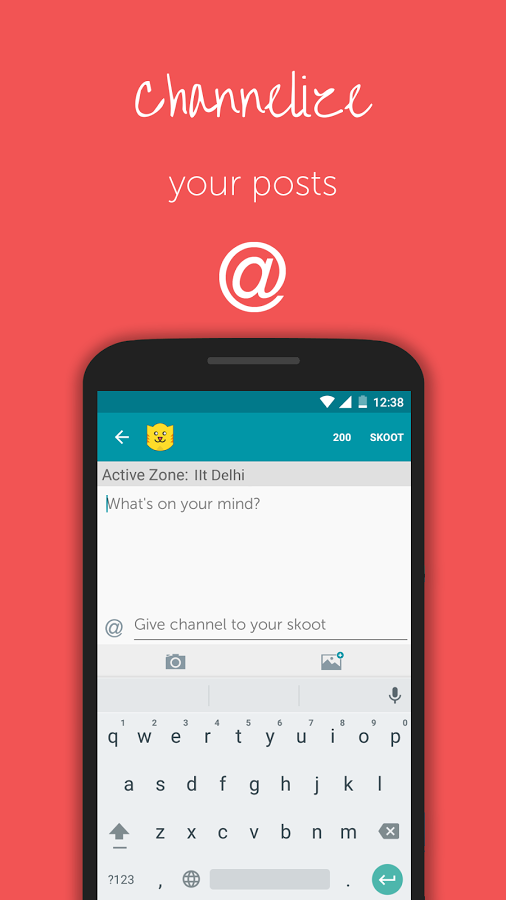 Channelize
your posts
@
12:38
200 SKOOT
Active Zone: IIt Delhi
What's on your mind?
@ Give channel to your skoot
1 2 3 4 5 6 7 8 9 0
q w e r t y u i o p
a s d f g h j k l
z x c v b n m
?123 , .